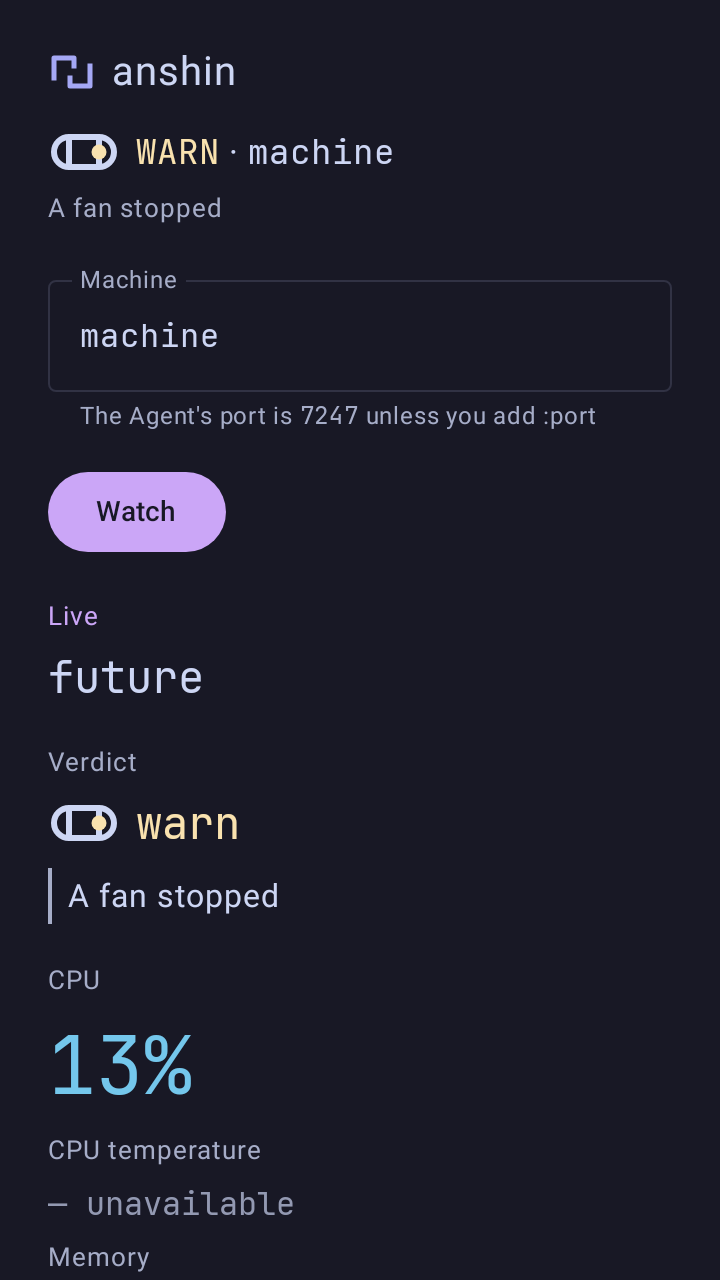 anshin
WARN · machine
A fan stopped
Machine
machine
The Agent's port is 7247 unless you add :port
Watch
Live
future
Verdict
warn
A fan stopped
CPU
13%
CPU temperature
— unavailable
Memory